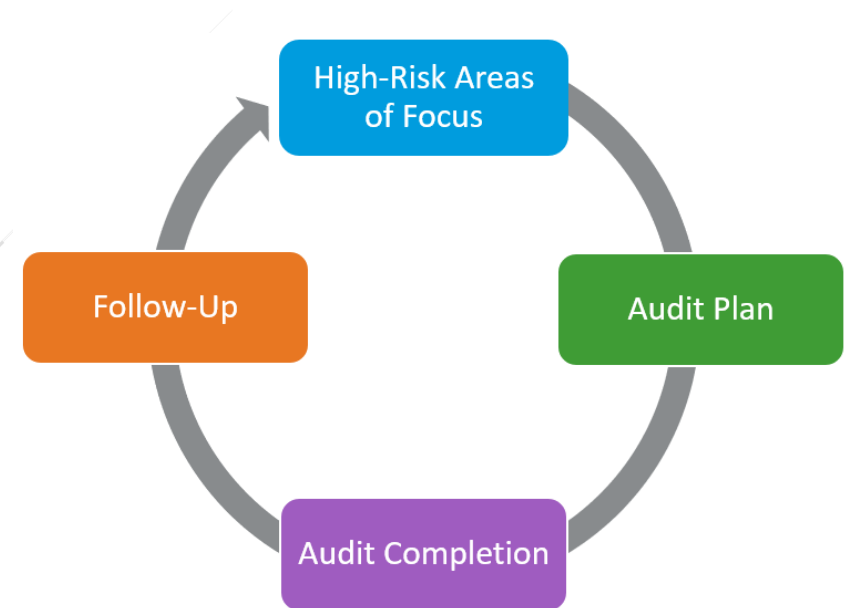 High-Risk Areas
of Focus
Audit Plan
Audit Completion
Follow-Up